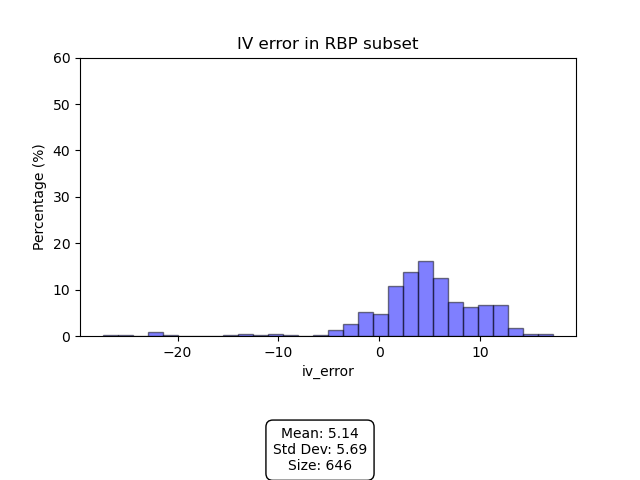 IV error in RBP subset
60
50
40
30
20
10
0
Percentage (%)
−20
−10
0
10
iv_error
Mean: 5.14
Std Dev: 5.69
Size: 646